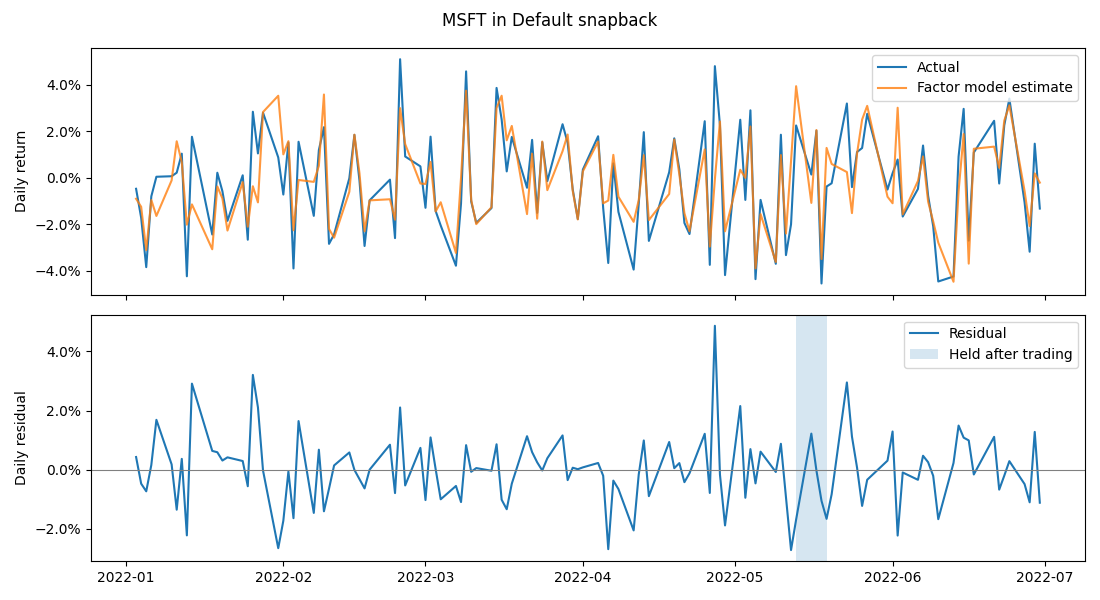 MSFT in Default snapback
Daily return
4.0%
2.0%
0.0%
−2.0%
−4.0%
Actual
Factor model estimate
Daily residual
4.0%
2.0%
0.0%
−2.0%
Residual
Held after trading
2022-01
2022-02
2022-03
2022-04
2022-05
2022-06
2022-07